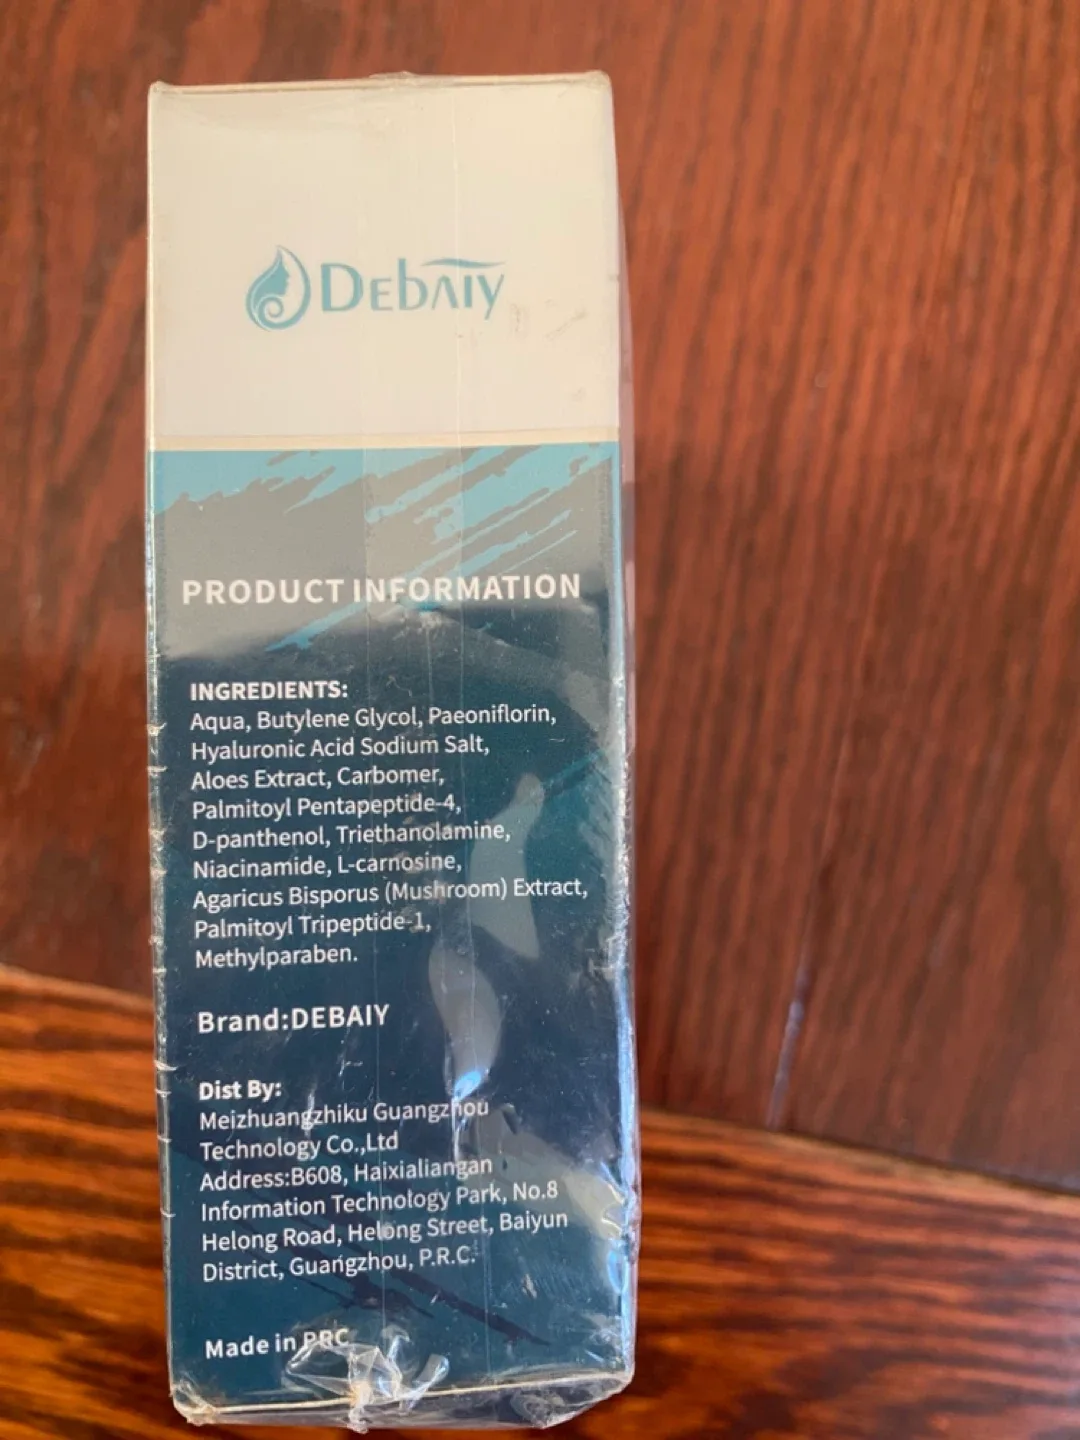 Debaiy
PRODUCT INFORMATION
INGREDIENTS:
Aqua, Butylene Glycol, Paeoniflorin,
Hyaluronic Acid Sodium Salt,
Aloes Extract, Carbomer,
Palmitoyl Pentapeptide-4,
D-panthenol, Triethanolamine,
Niacinamide, L-carnosine,
Agaricus Bisporus (Mushroom) Extract,
Palmitoyl Tripeptide-1,
Methylparaben.
Brand:DEBAIY
Dist By:
Meizhuangzhiku Guangzhou
Technology Co.,Ltd
Address:B608, Haixialiangan
Information Technology Park, No.8
Helong Road, Helong Street, Baiyun
District, Guangzhou, P.R.C.
Made in PRC